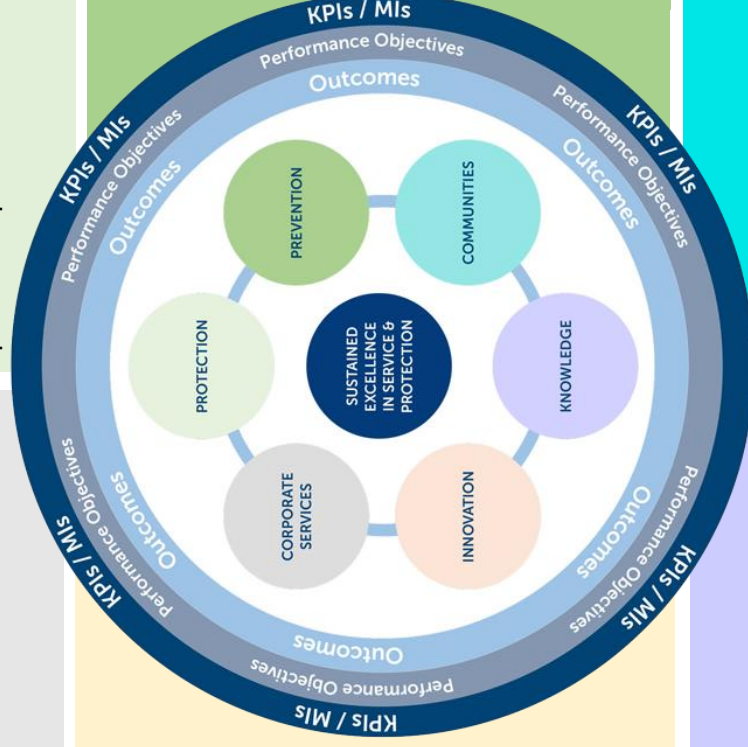 KPIs / MIs
Performance Objectives
Outcomes
KPIs / MIs
Performance Objectives
Outcomes
KPIs / MIs
Performance Objectives
Outcomes
PREVENTION
COMMUNITIES
PROTECTION
SUSTAINED
EXCELLENCE
IN SERVICE &
PROTECTION
KNOWLEDGE
CORPORATE
SERVICES
INNOVATION
Outcomes
Performance Objectives
KPIs / MIs
Outcomes
Performance Objectives
KPIs / MIs
Outcomes
Performance Objectives
KPIs / MIs